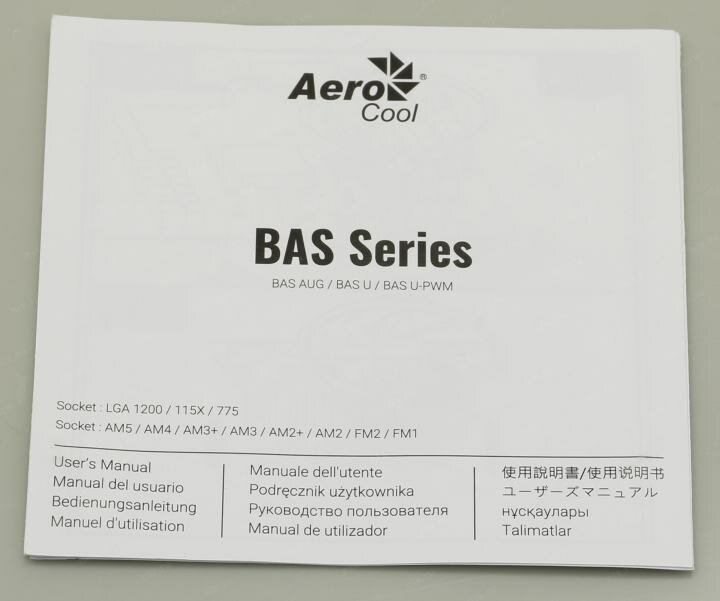 Aero
Cool
®
BAS Series
BAS AUG / BAS U / BAS U-PWM
Socket : LGA 1200 / 115X / 775
Socket : AM5 / AM4 / AM3+ / AM3 / AM2+ / AM2 / FM2 / FM1
User's Manual
Manual del usuario
Bedienungsanleitung
Manuel d'utilisation
Manuale dell'utente
Podręcznik użytkownika
Руководство пользователя
Manual de utilizador
使用說明書/使用说明书
ユーザーズマニュアル
нұсқаулары
Talimatlar